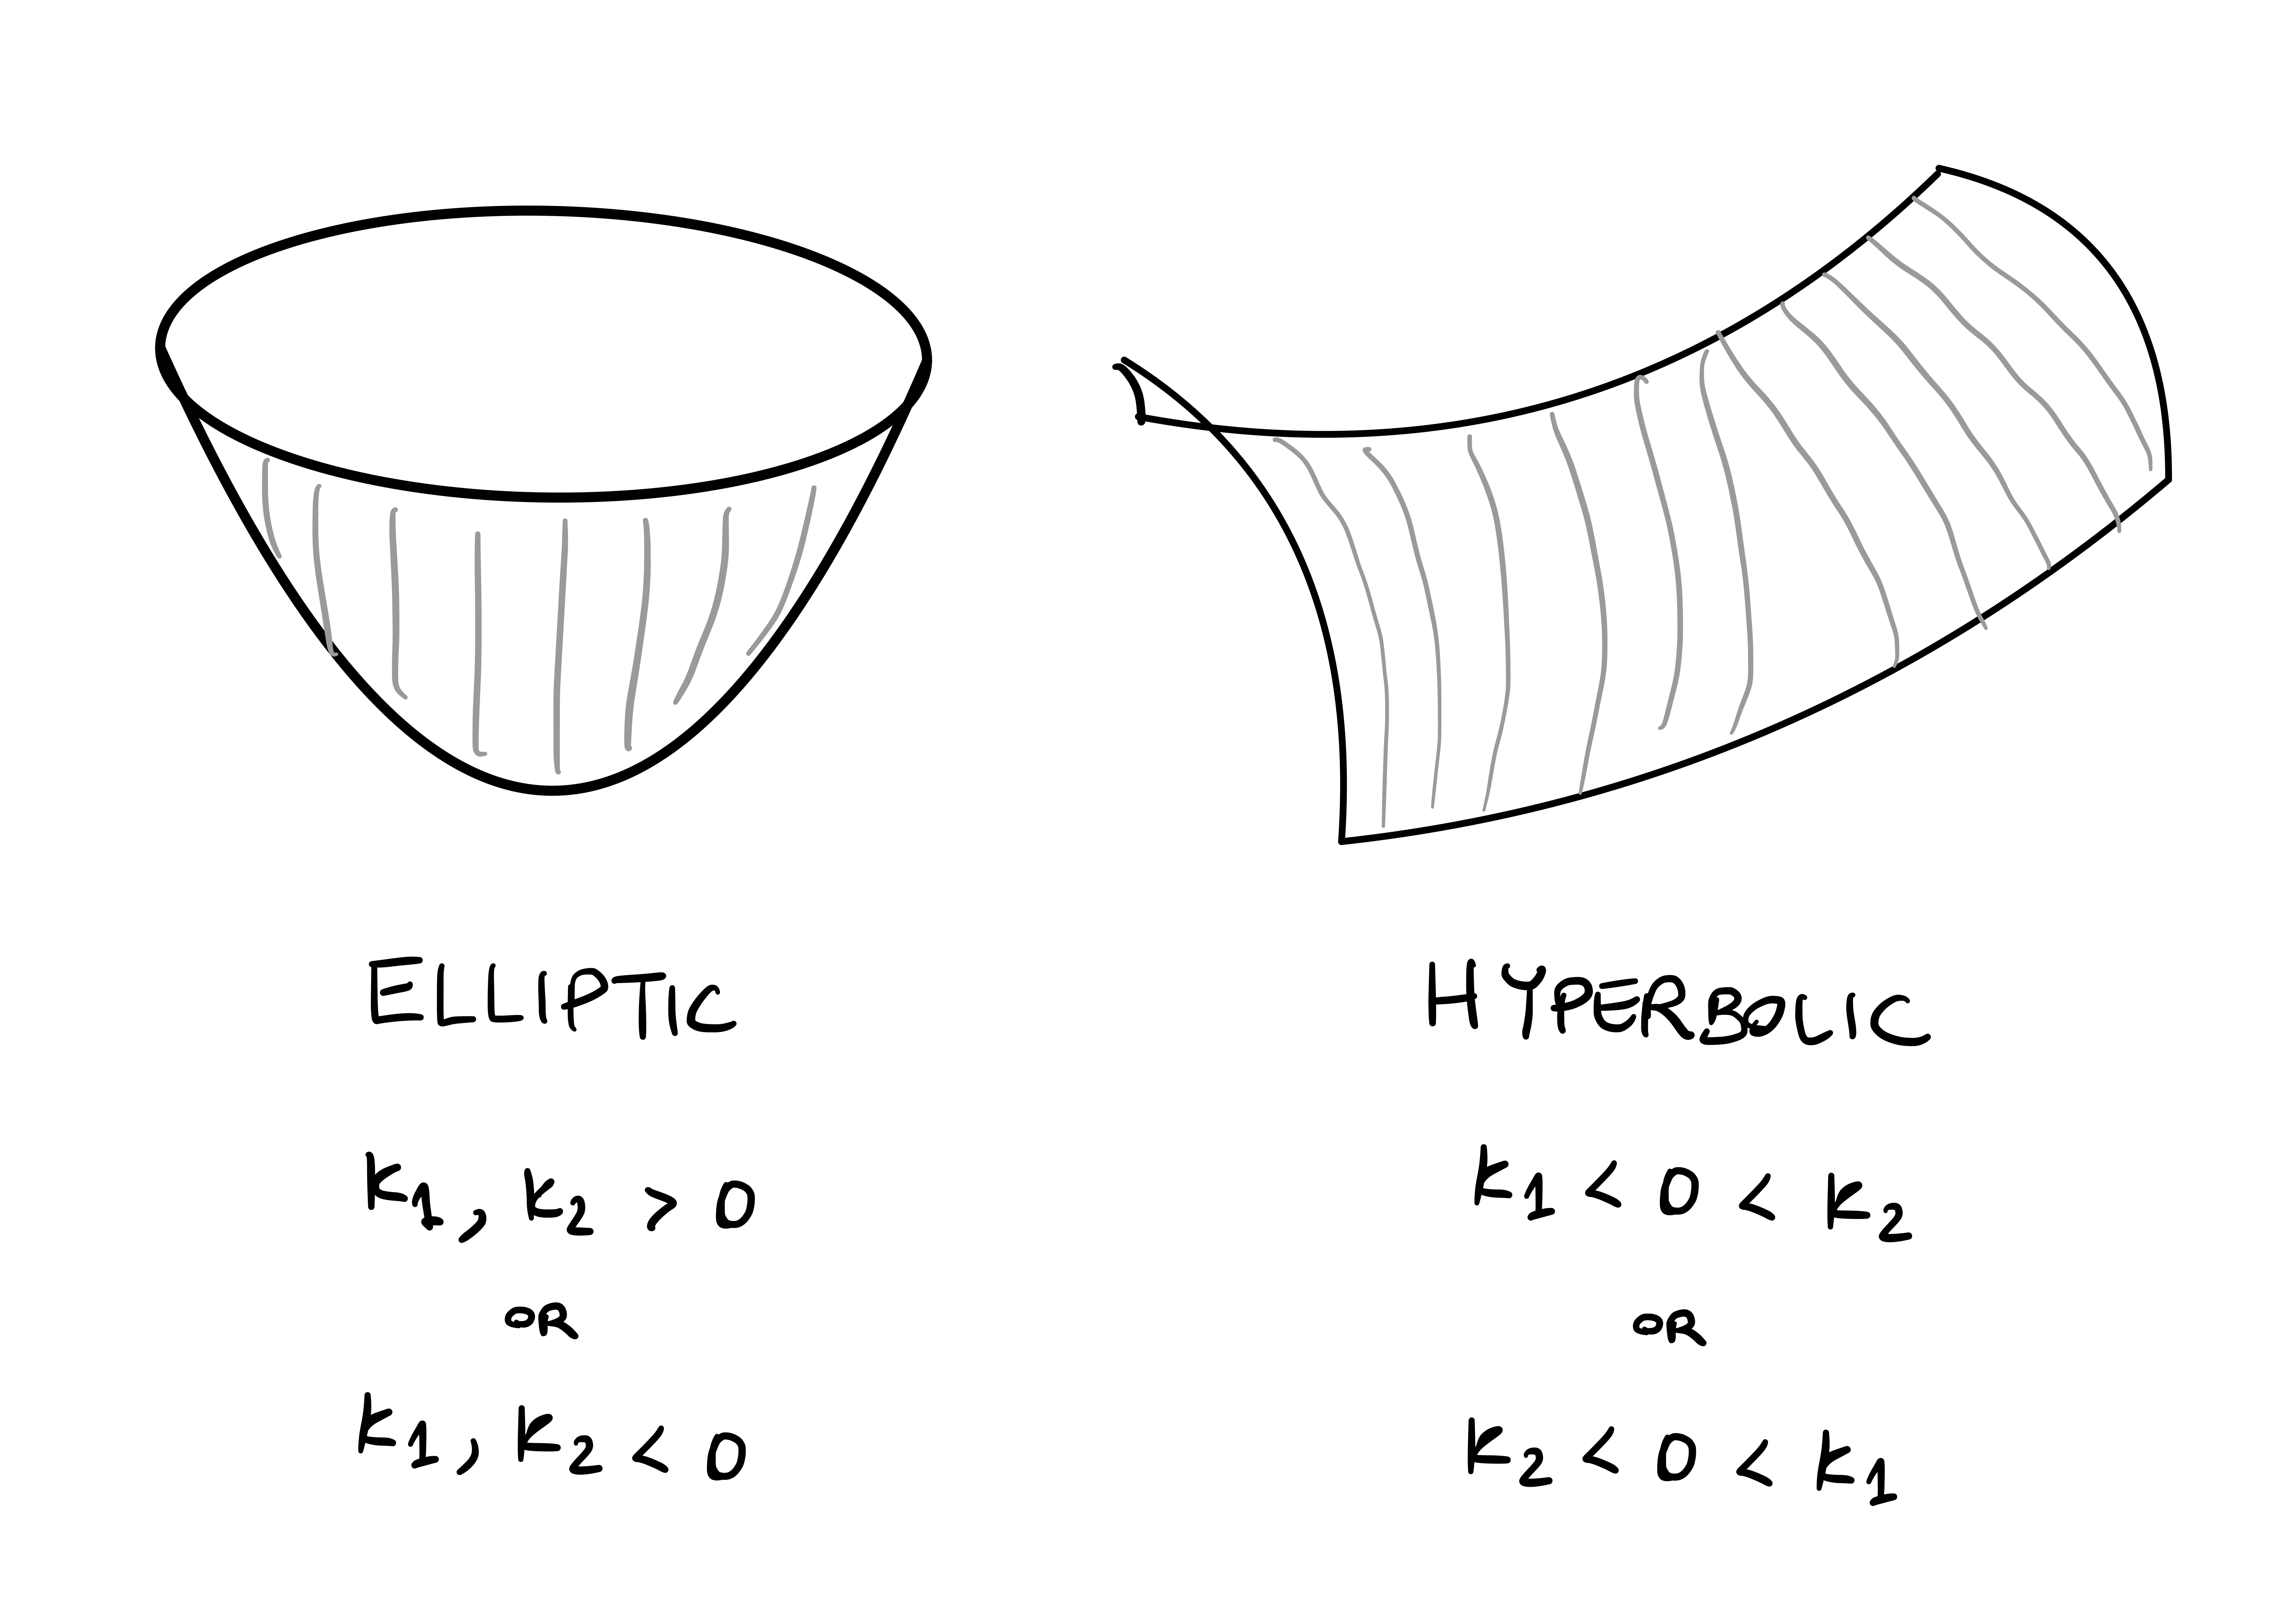 ELLIPTIC
k₁, k₂ > 0
OR
k₁, k₂ < 0
HYPERBOLIC
k₁ < 0 < k₂
OR
k₂ < 0 < k₁